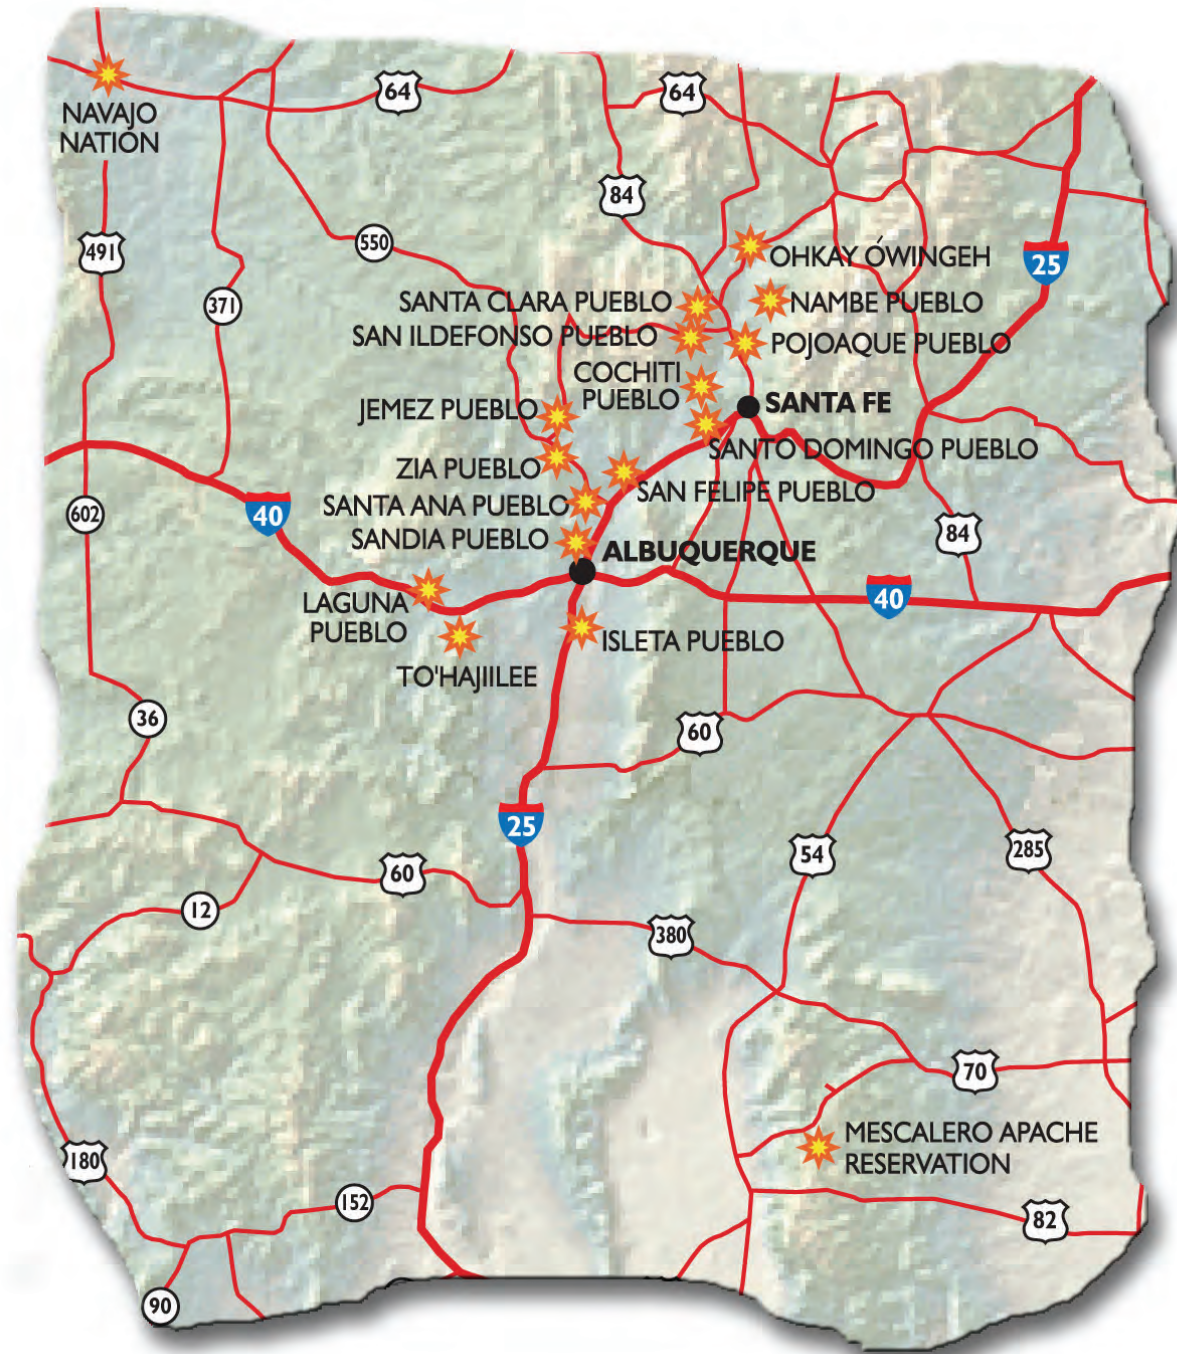 64
64
NAVAJO
NATION
84
491
550
OHKAY ÓWINGEH
25
371
SANTA CLARA PUEBLO
NAMBE PUEBLO
SAN ILDEFONSO PUEBLO
POJOAQUE PUEBLO
COCHITI
PUEBLO
SANTA FE
JEMEZ PUEBLO
SANTO DOMINGO PUEBLO
ZIA PUEBLO
SAN FELIPE PUEBLO
SANTA ANA PUEBLO
602
40
84
SANDIA PUEBLO
ALBUQUERQUE
40
LAGUNA
PUEBLO
ISLETA PUEBLO
TO'HAJIILEE
36
60
25
54
285
60
12
380
70
MESCALERO APACHE
RESERVATION
180
152
82
90